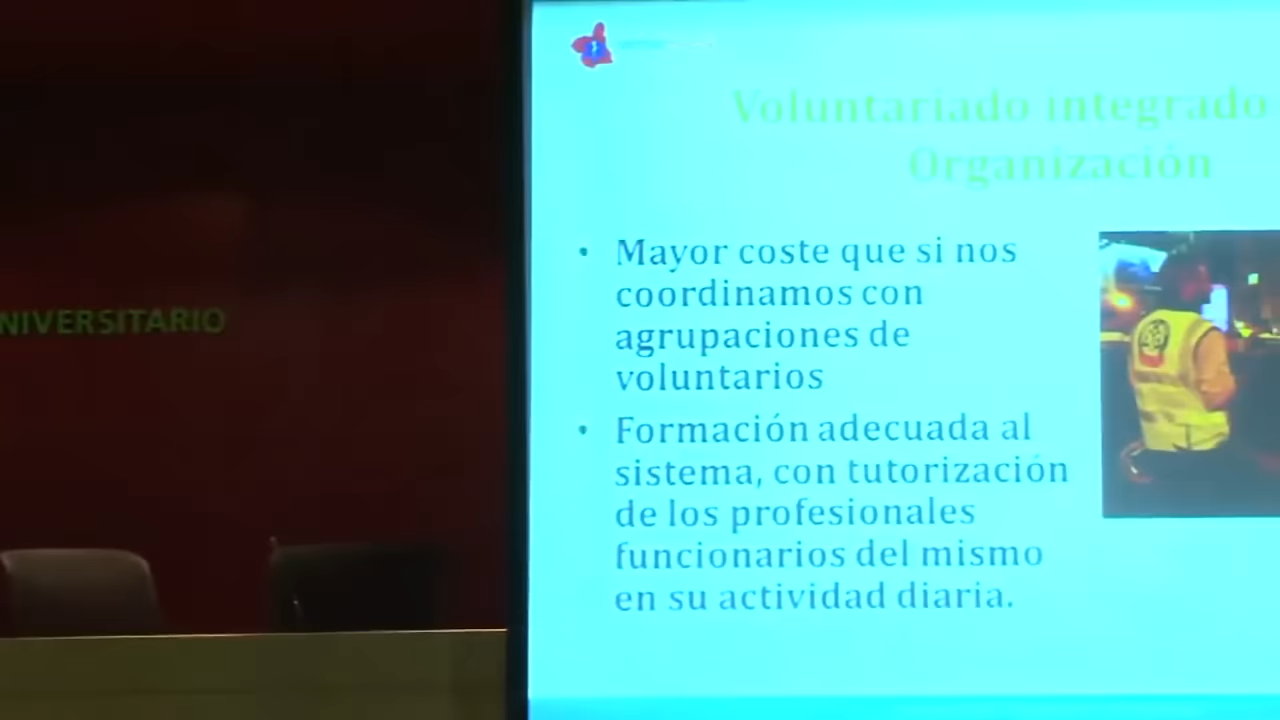 NIVERSITARIO
Voluntariado integrado
Organización
• Mayor coste que si nos
coordinamos con
agrupaciones de
voluntarios
• Formación adecuada al
sistema, con tutorización
de los profesionales
funcionarios del mismo
en su actividad diaria.